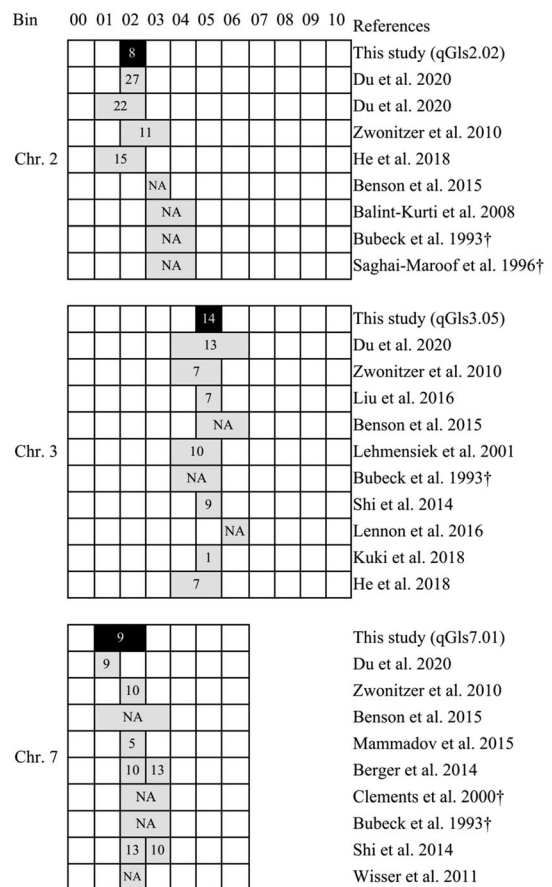 Bin 00 01 02 03 04 05 06 07 08 09 10 References
8 This study (qGls2.02)
27 Du et al. 2020
22 Du et al. 2020
11 Zwonitzer et al. 2010
Chr. 2 15 He et al. 2018
NA Benson et al. 2015
NA Balint-Kurti et al. 2008
NA Bubeck et al. 1993†
NA Saghai-Maroof et al. 1996†
14 This study (qGls3.05)
13 Du et al. 2020
7 Zwonitzer et al. 2010
7 Liu et al. 2016
NA Benson et al. 2015
Chr. 3 10 Lehmensiek et al. 2001
NA Bubeck et al. 1993†
9 Shi et al. 2014
NA Lennon et al. 2016
1 Kuki et al. 2018
7 He et al. 2018
9 This study (qGls7.01)
9 Du et al. 2020
10 Zwonitzer et al. 2010
NA Benson et al. 2015
5 Mammadov et al. 2015
Chr. 7 10 13 Berger et al. 2014
NA Clements et al. 2000†
NA Bubeck et al. 1993†
13 10 Shi et al. 2014
NA Wisser et al. 2011